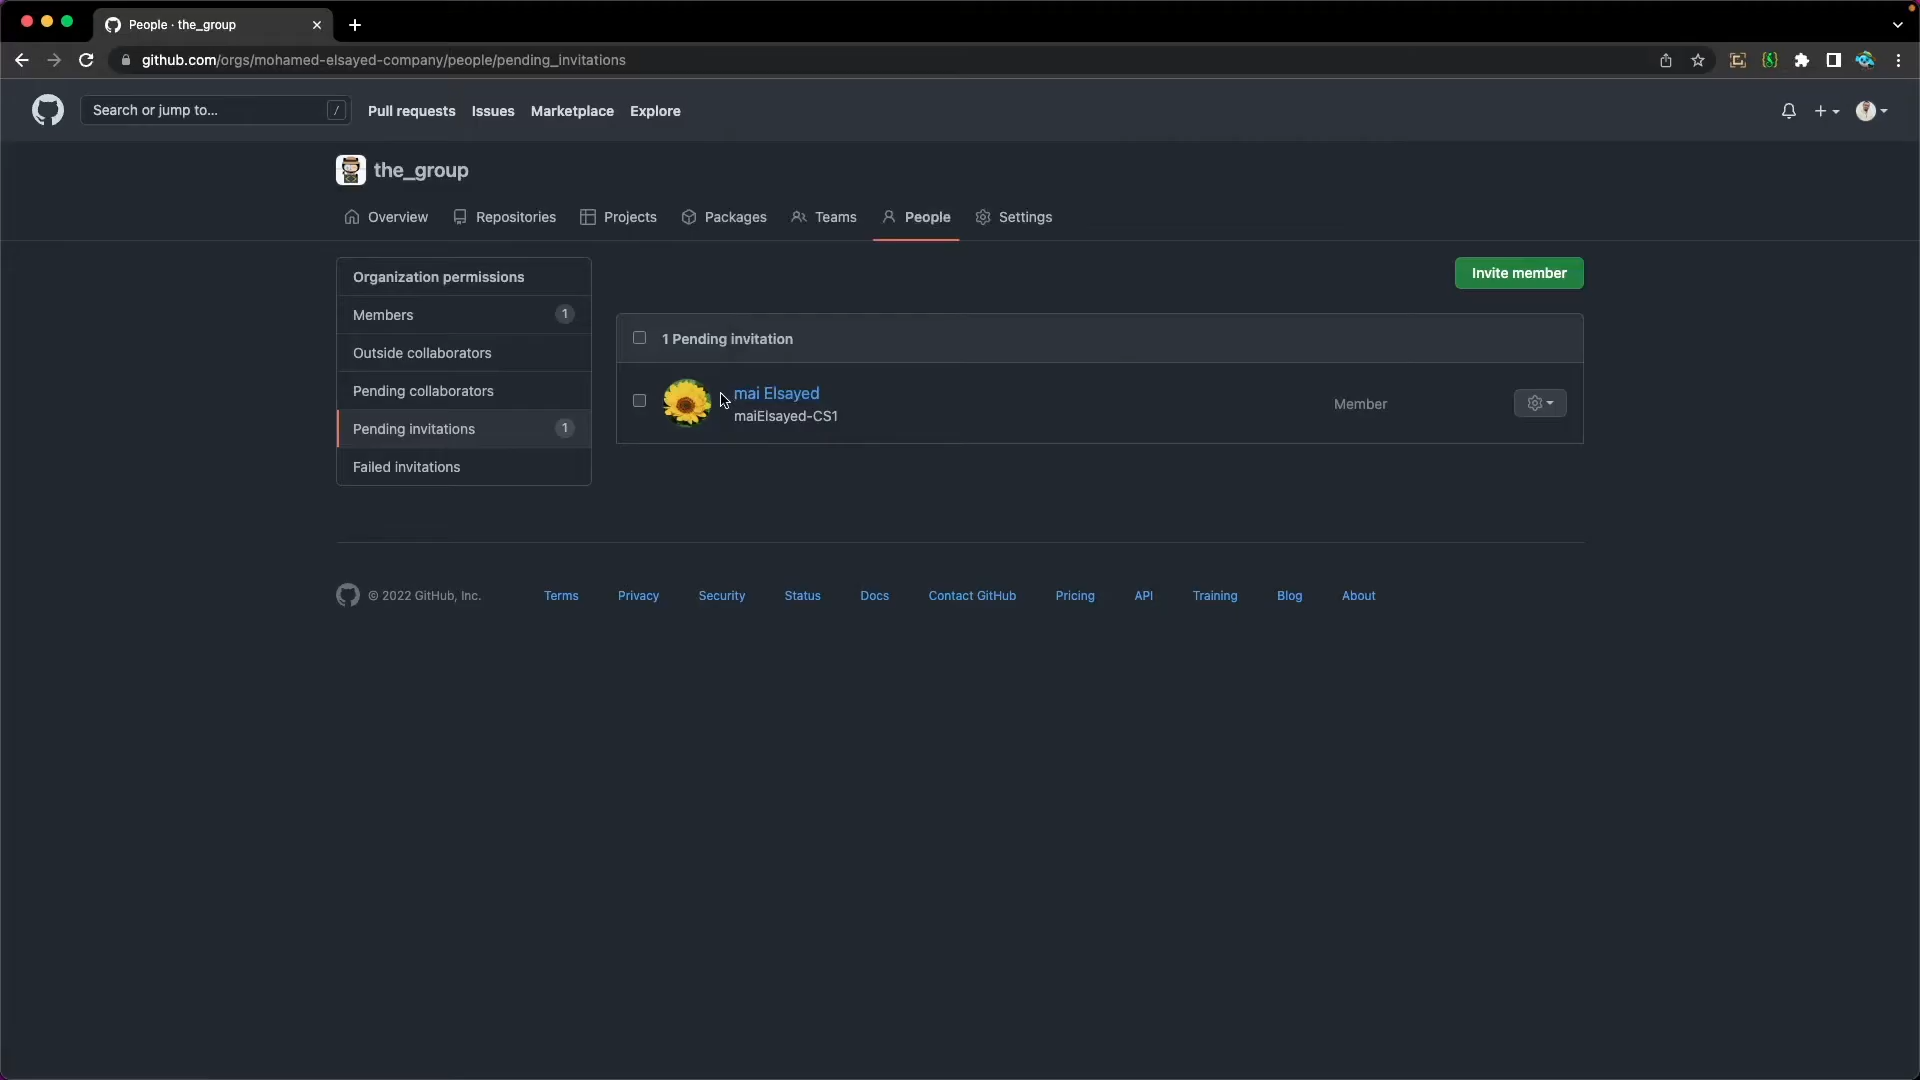 People · the_group
github.com/orgs/mohamed-elsayed-company/people/pending_invitations
Search or jump to... /
Pull requests Issues Marketplace Explore
the_group
Overview Repositories Projects Packages Teams People Settings
Organization permissions
Members 1
Outside collaborators
Pending collaborators
Pending invitations 1
Failed invitations
Invite member
1 Pending invitation
mai Elsayed
maiElsayed-CS1
Member
© 2022 GitHub, Inc. Terms Privacy Security Status Docs Contact GitHub Pricing API Training Blog About